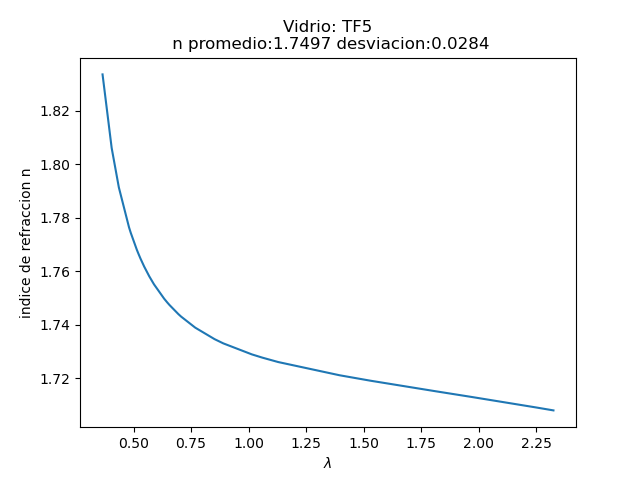 Vidrio: TF5
n promedio:1.7497 desviacion:0.0284
indice de refraccion n
1.82
1.80
1.78
1.76
1.74
1.72
0.50 0.75 1.00 1.25 1.50 1.75 2.00 2.25
λ